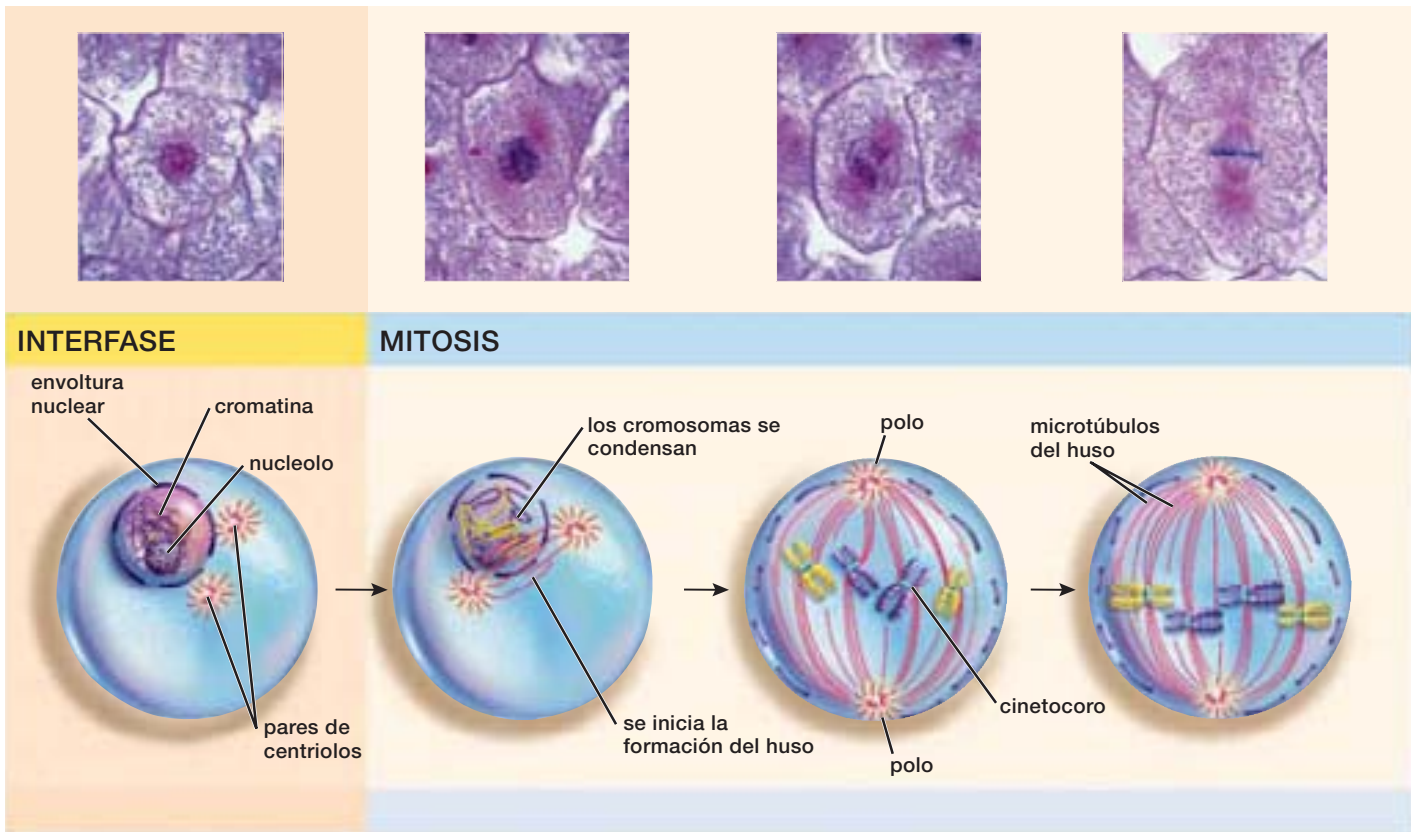 INTERFASE
MITOSIS
envoltura
nuclear
cromatina
nucleolo
pares de
centriolos
los cromosomas se
condensan
se inicia la
formación del huso
polo
cinetocoro
polo
microtúbulos
del huso